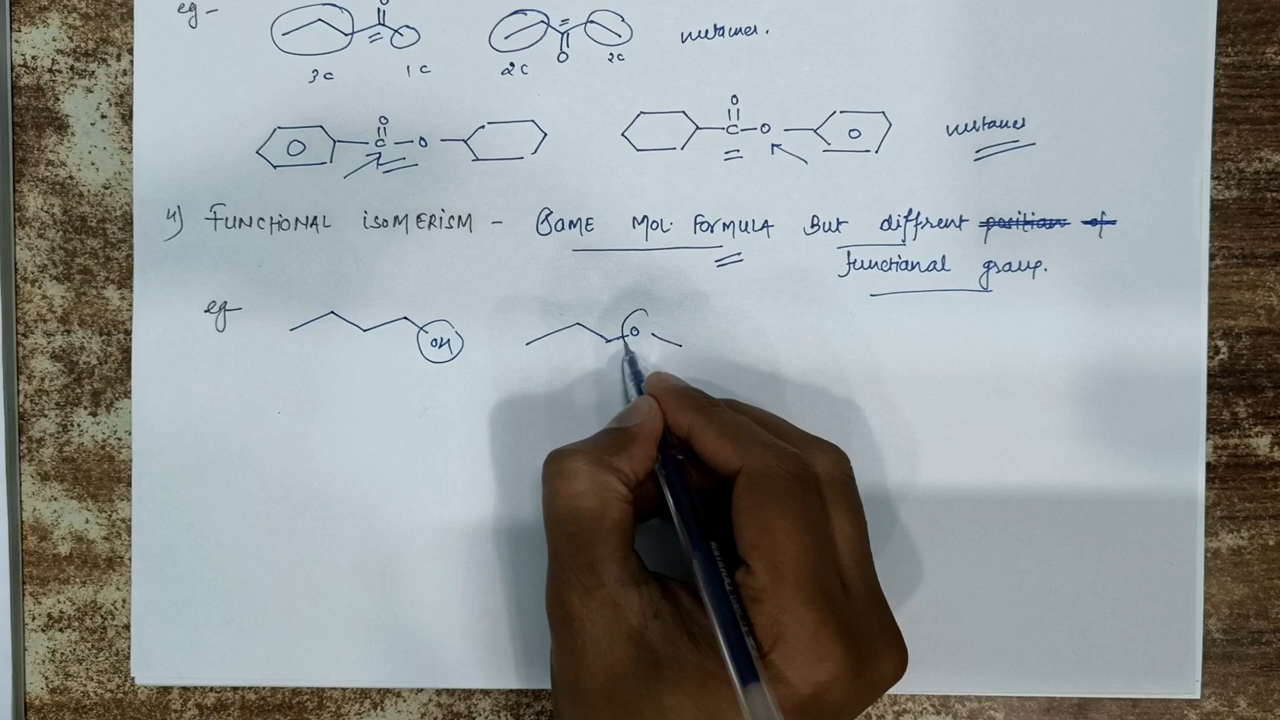 eg -
O
3C 1C 2C O 2C metamer.
O
C - O
O
C - O
O
O
metamer
4) FUNCTIONAL ISOMERISM - SAME MOL. FORMULA BUT diffrent position of
functional group.
eg
OH
O